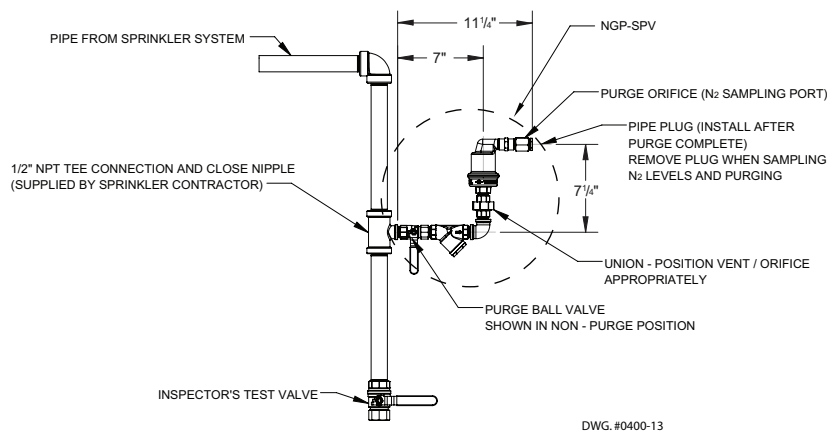 11¼"
NGP-SPV
PIPE FROM SPRINKLER SYSTEM
7"
PURGE ORIFICE (N₂ SAMPLING PORT)
PIPE PLUG (INSTALL AFTER
PURGE COMPLETE)
REMOVE PLUG WHEN SAMPLING
N₂ LEVELS AND PURGING
1/2" NPT TEE CONNECTION AND CLOSE NIPPLE
(SUPPLIED BY SPRINKLER CONTRACTOR)
7¼"
UNION - POSITION VENT / ORIFICE
APPROPRIATELY
PURGE BALL VALVE
SHOWN IN NON - PURGE POSITION
INSPECTOR'S TEST VALVE
DWG. #0400-13